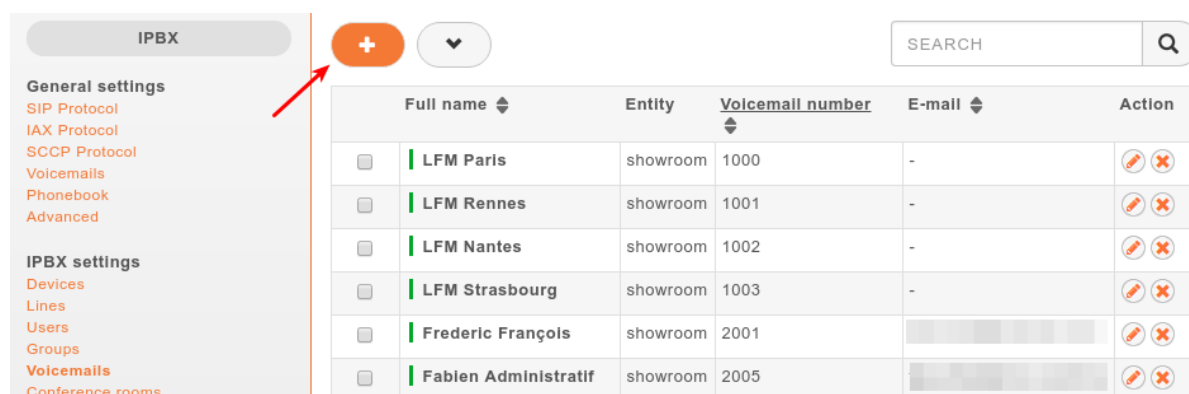 IPBX
General settings
SIP Protocol
IAX Protocol
SCCP Protocol
Voicemails
Phonebook
Advanced
IPBX settings
Devices
Lines
Users
Groups
Voicemails
Conference rooms
SEARCH
Full name Entity Voicemail number E-mail Action
LFM Paris showroom 1000 -
LFM Rennes showroom 1001 -
LFM Nantes showroom 1002 -
LFM Strasbourg showroom 1003 -
Frederic François showroom 2001
Fabien Administratif showroom 2005